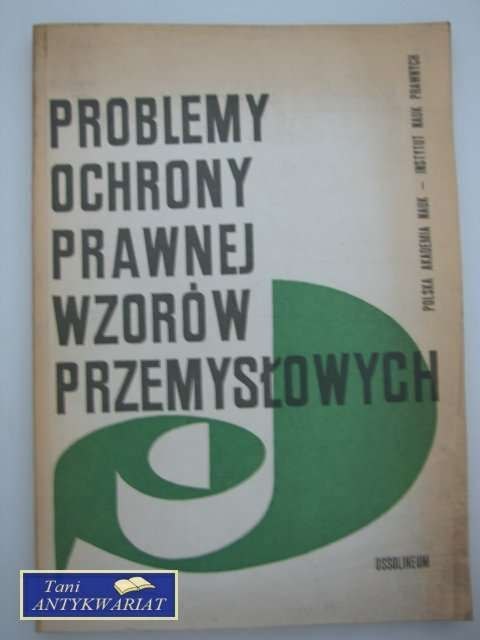 PROBLEMY
OCHRONY
PRAWNEJ
WZORÓW
PRZEMYSŁOWYCH
POLSKA AKADEMIA NAUK – INSTYTUT NAUK PRAWNYCH
OSSOLINEUM
Tani
ANTYKWARIAT